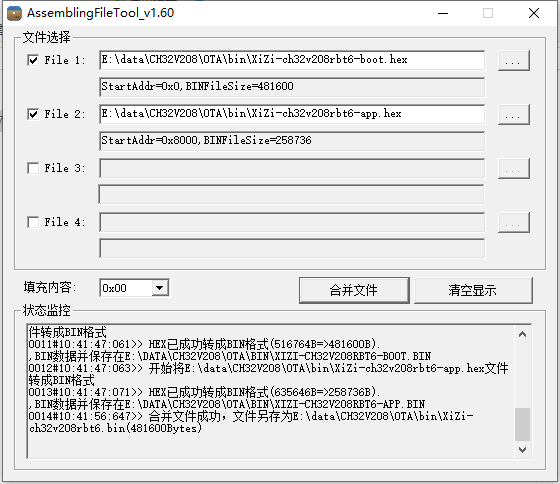 AssemblingFileTool_v1.60
文件选择
File 1:
E:\data\CH32V208\OTA\bin\XiZi-ch32v208rbt6-boot.hex
...
StartAddr=0x0,BINFileSize=481600
File 2:
E:\data\CH32V208\OTA\bin\XiZi-ch32v208rbt6-app.hex
...
StartAddr=0x8000,BINFileSize=258736
File 3:
...
File 4:
...
填充内容:
0x00
合并文件
清空显示
状态监控
件转成BIN格式
0011#10:41:47:061>> HEX已成功转成BIN格式(516764B=>481600B).
,BIN数据并保存在E:\DATA\CH32V208\OTA\BIN\XIZI-CH32V208RBT6-BOOT.BIN
0012#10:41:47:063>> 开始将E:\data\CH32V208\OTA\bin\XiZi-ch32v208rbt6-app.hex文件
转成BIN格式
0013#10:41:47:071>> HEX已成功转成BIN格式(635646B=>258736B).
,BIN数据并保存在E:\DATA\CH32V208\OTA\BIN\XIZI-CH32V208RBT6-APP.BIN
0014#10:41:56:647>> 合并文件成功，文件另存为E:\data\CH32V208\OTA\bin\XiZi-
ch32v208rbt6.bin(481600Bytes)